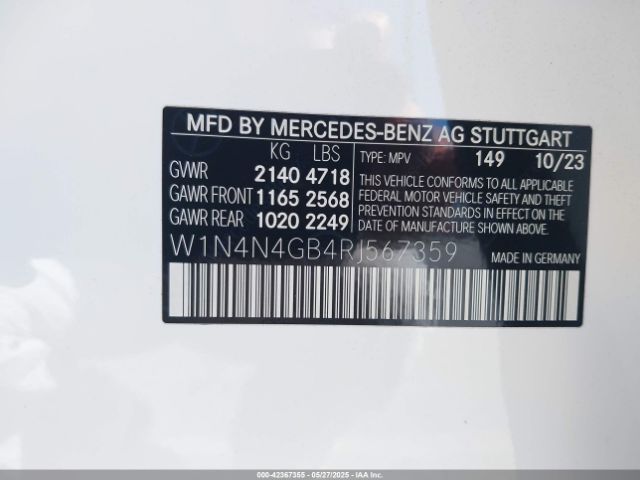 MFD BY MERCEDES-BENZ AG STUTTGART
KG LBS
GVWR 2140 4718
GAWR FRONT 1165 2568
GAWR REAR 1020 2249
TYPE: MPV 149 10/23
THIS VEHICLE CONFORMS TO ALL APPLICABLE
FEDERAL MOTOR VEHICLE SAFETY AND THEFT
PREVENTION STANDARDS IN EFFECT ON THE
DATE OF MANUFACTURE SHOWN ABOVE.
W1N4N4GB4RJ567359
MADE IN GERMANY
000-42367355 | 05/27/2025 | IAA Inc.